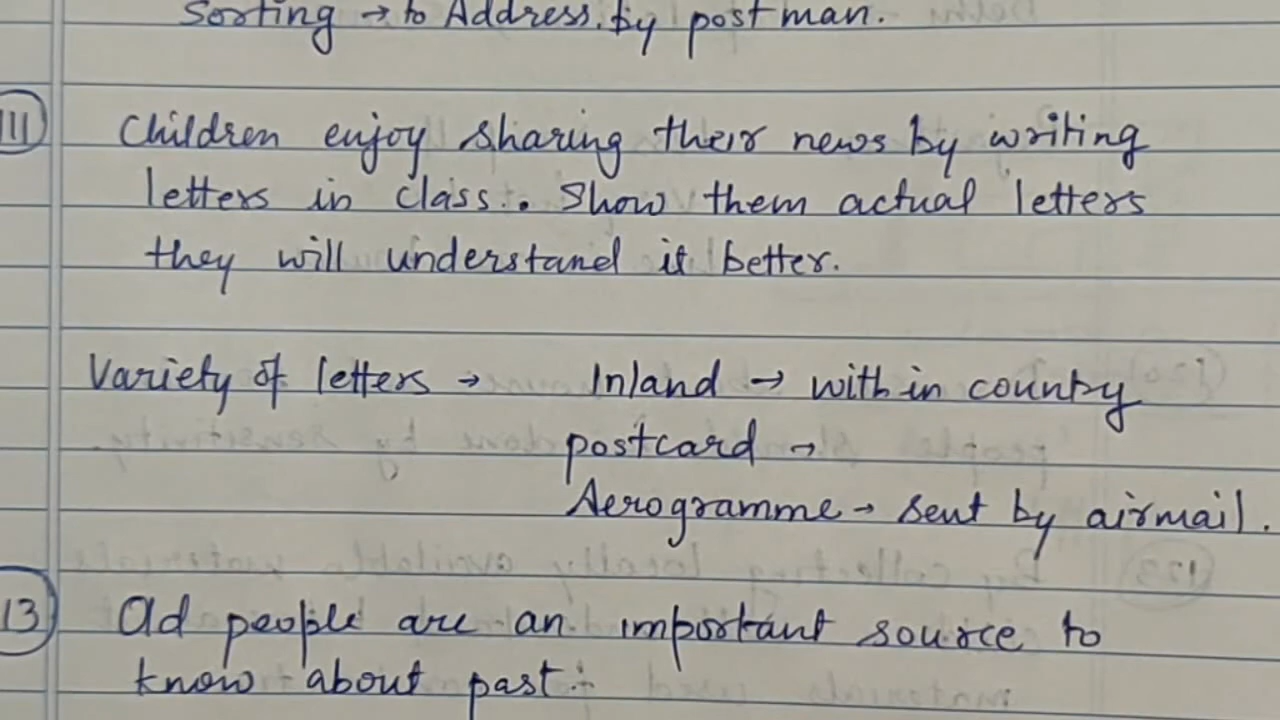 Sorting → to Address. by postman.
111 Children enjoy sharing their news by writing
letters in class. Show them actual letters
they will understand it better.
Variety of letters → Inland → with in country
postcard →
Aerogramme → sent by airmail.
13 Old people are an important source to
know about past :-